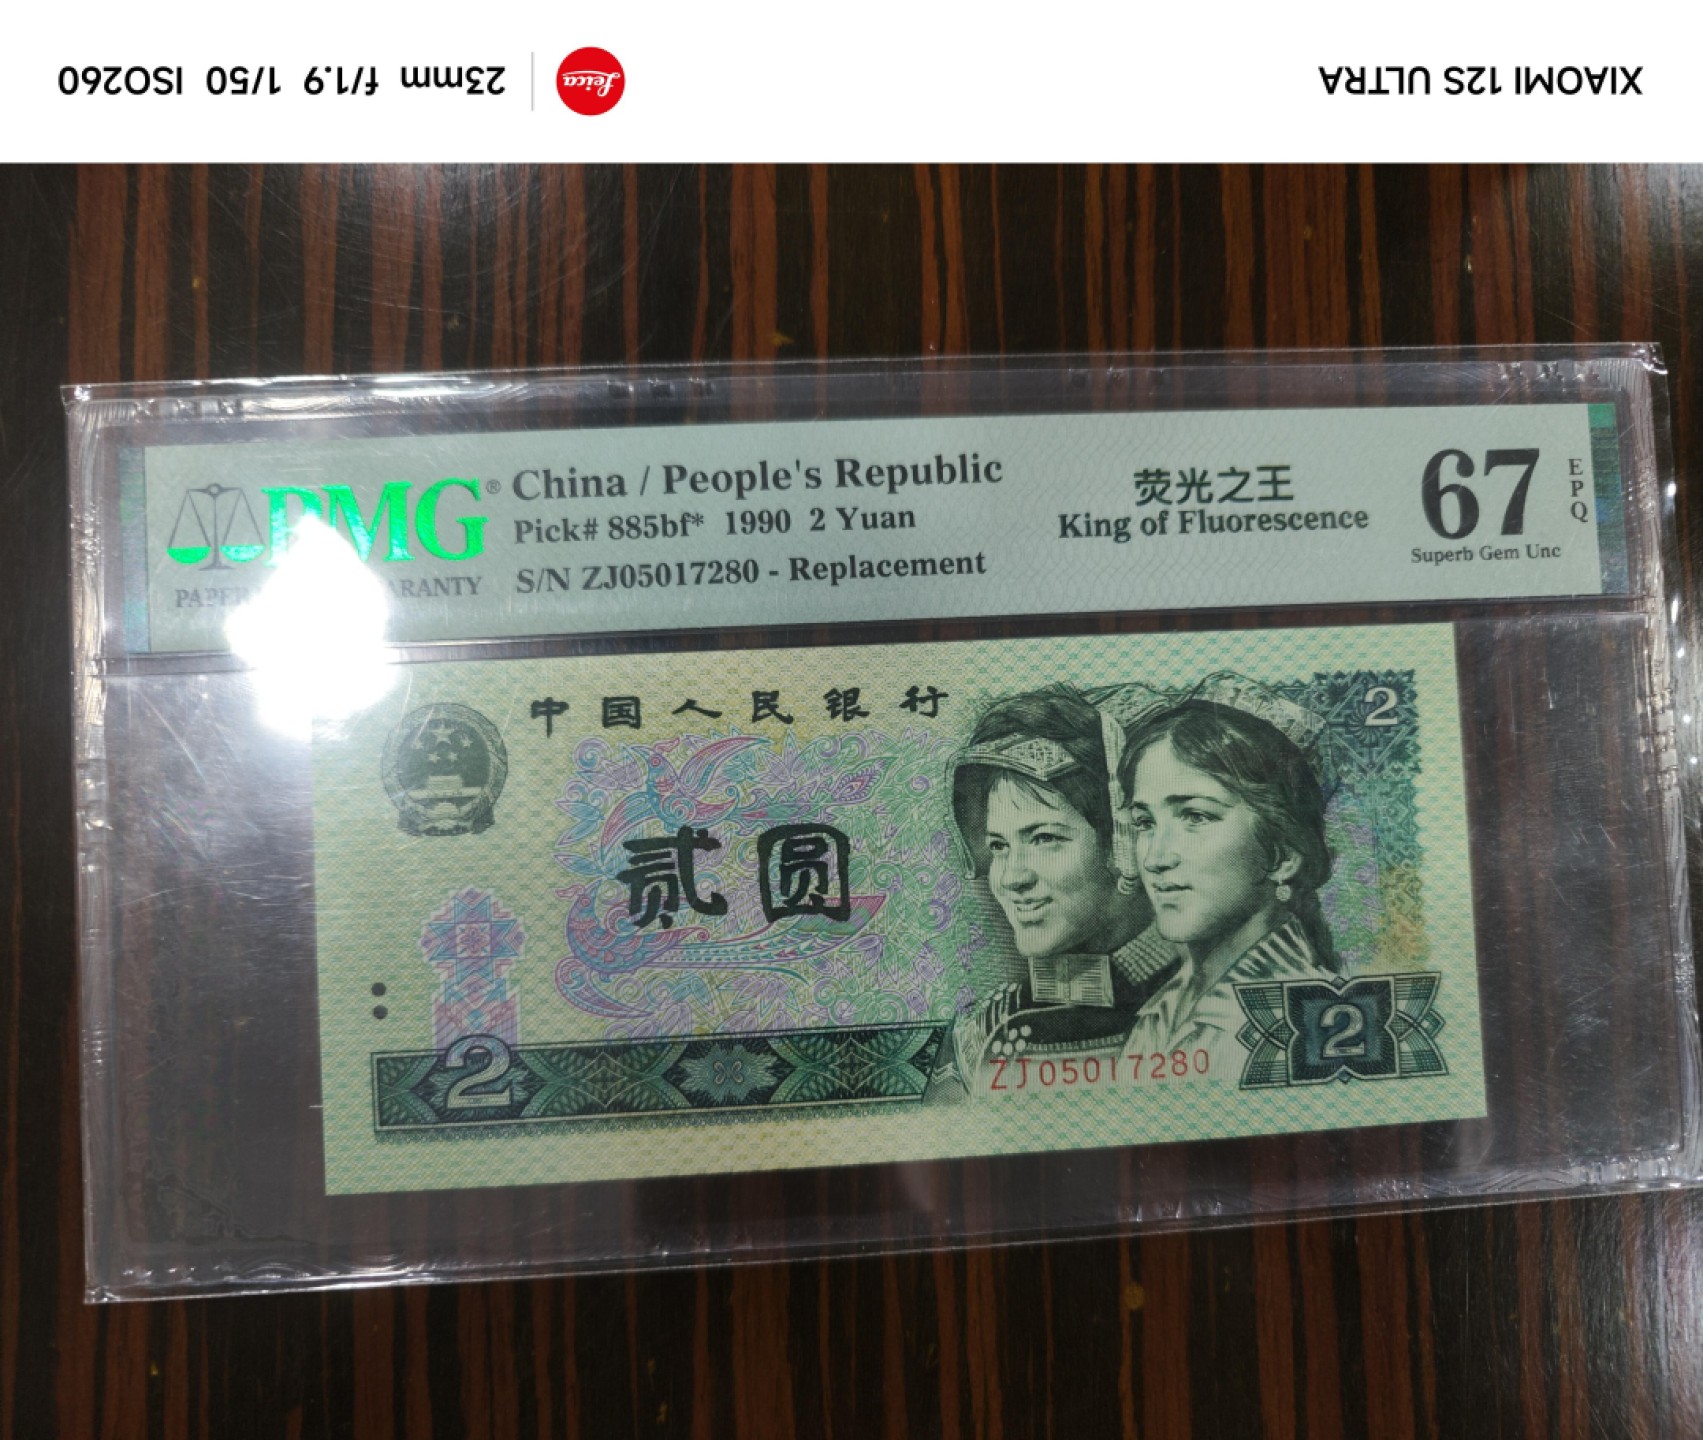 XIAOMI 12S ULTRA
Leica
23mm f/1.9 1/50 ISO260
PMG®
China / People's Republic
Pick# 885bf* 1990 2 Yuan
S/N ZJ05017280 - Replacement
荧光之王
King of Fluorescence
67
EPQ
Superb Gem Unc
中国人民银行
2
贰圆
2
ZJ05017280
2